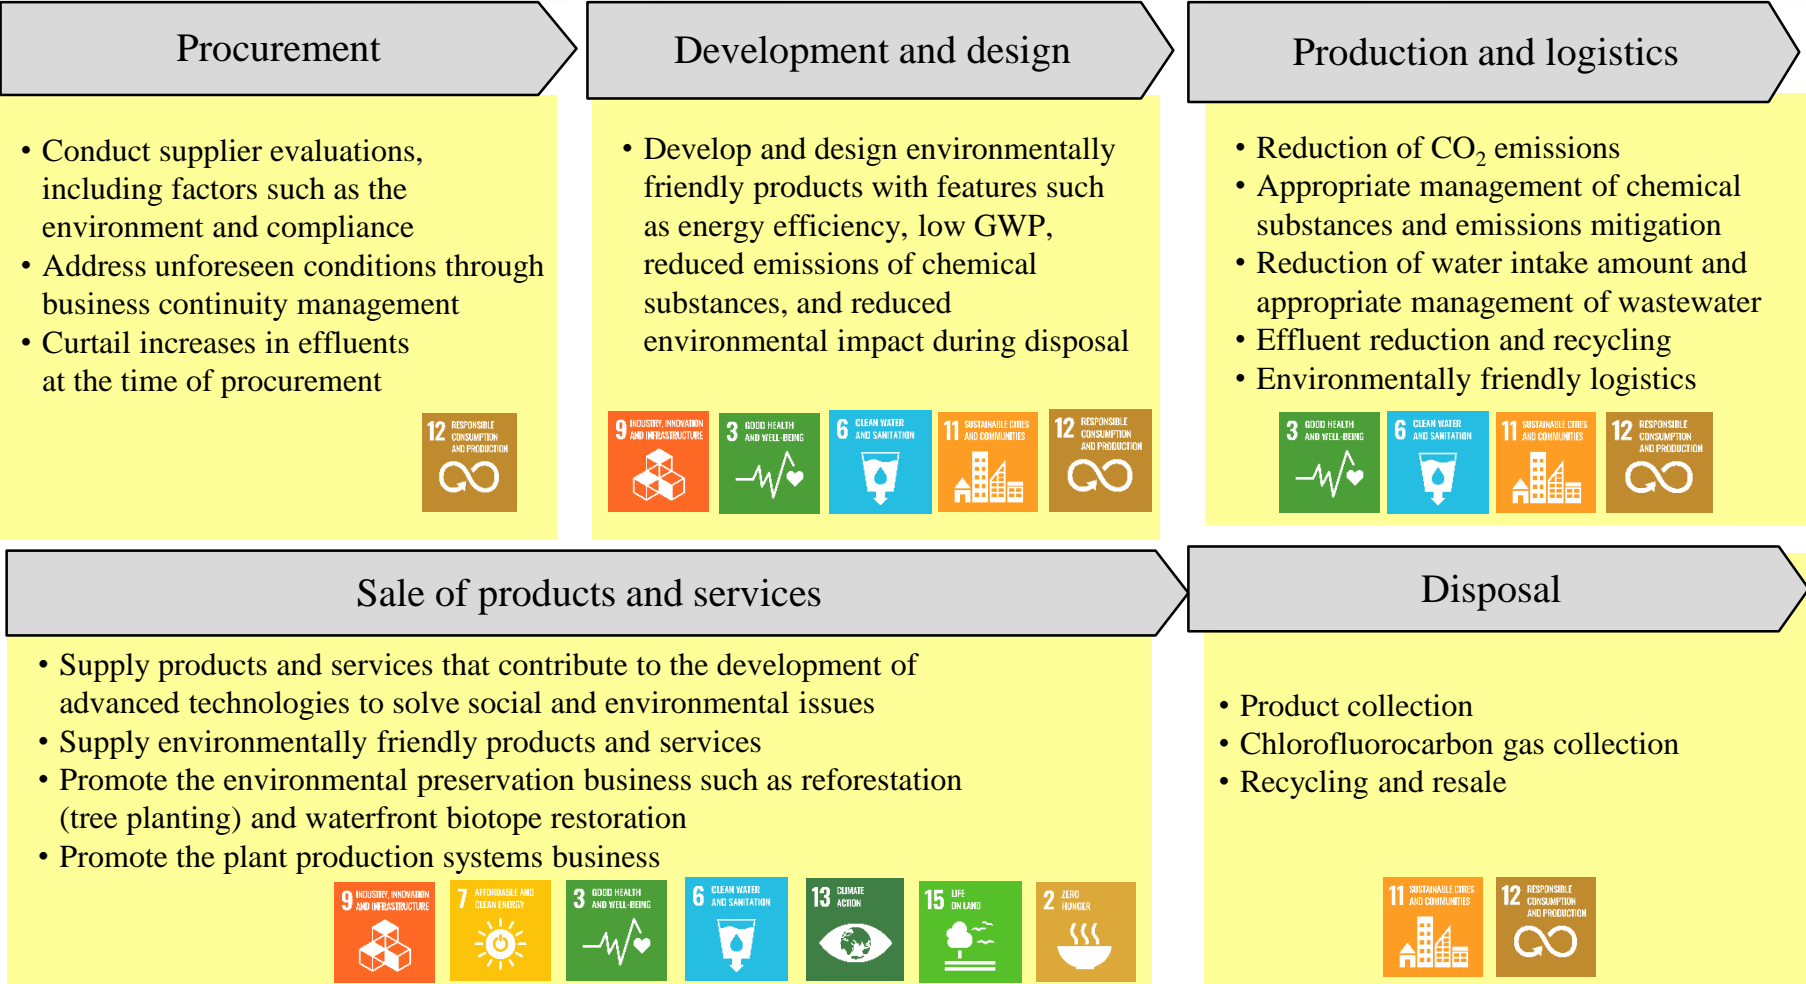 Procurement
• Conduct supplier evaluations,
including factors such as the
environment and compliance
• Address unforeseen conditions through
business continuity management
• Curtail increases in effluents
at the time of procurement
12 RESPONSIBLE
CONSUMPTION
AND PRODUCTION
Development and design
• Develop and design environmentally
friendly products with features such
as energy efficiency, low GWP,
reduced emissions of chemical
substances, and reduced
environmental impact during disposal
9 INDUSTRY, INNOVATION
AND INFRASTRUCTURE
3 GOOD HEALTH
AND WELL-BEING
6 CLEAN WATER
AND SANITATION
11 SUSTAINABLE CITIES
AND COMMUNITIES
12 RESPONSIBLE
CONSUMPTION
AND PRODUCTION
Production and logistics
• Reduction of CO₂ emissions
• Appropriate management of chemical
substances and emissions mitigation
• Reduction of water intake amount and
appropriate management of wastewater
• Effluent reduction and recycling
• Environmentally friendly logistics
3 GOOD HEALTH
AND WELL-BEING
6 CLEAN WATER
AND SANITATION
11 SUSTAINABLE CITIES
AND COMMUNITIES
12 RESPONSIBLE
CONSUMPTION
AND PRODUCTION
Sale of products and services
• Supply products and services that contribute to the development of
advanced technologies to solve social and environmental issues
• Supply environmentally friendly products and services
• Promote the environmental preservation business such as reforestation
(tree planting) and waterfront biotope restoration
• Promote the plant production systems business
9 INDUSTRY, INNOVATION
AND INFRASTRUCTURE
7 AFFORDABLE AND
CLEAN ENERGY
3 GOOD HEALTH
AND WELL-BEING
6 CLEAN WATER
AND SANITATION
13 CLIMATE
ACTION
15 LIFE
ON LAND
2 ZERO
HUNGER
Disposal
• Product collection
• Chlorofluorocarbon gas collection
• Recycling and resale
11 SUSTAINABLE CITIES
AND COMMUNITIES
12 RESPONSIBLE
CONSUMPTION
AND PRODUCTION